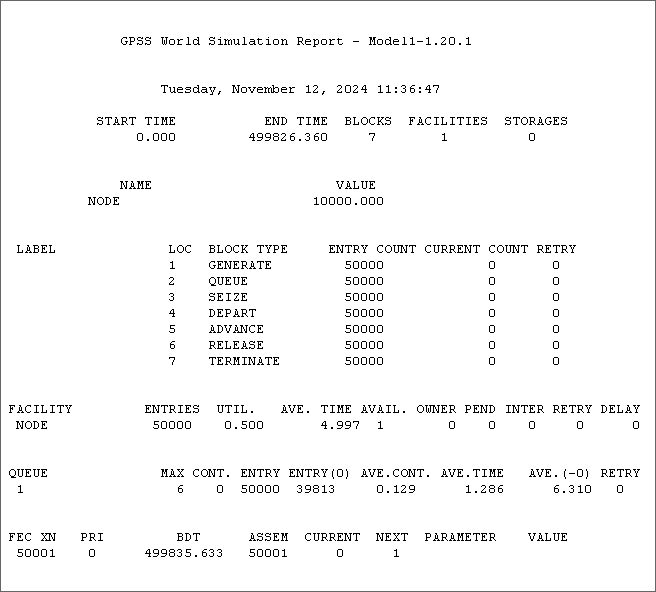 GPSS World Simulation Report - Model1-1.20.1
Tuesday, November 12, 2024 11:36:47
START TIME END TIME BLOCKS FACILITIES STORAGES
0.000 499826.360 7 1 0
NAME VALUE
NODE 10000.000
LABEL LOC BLOCK TYPE ENTRY COUNT CURRENT COUNT RETRY
1 GENERATE 50000 0 0
2 QUEUE 50000 0 0
3 SEIZE 50000 0 0
4 DEPART 50000 0 0
5 ADVANCE 50000 0 0
6 RELEASE 50000 0 0
7 TERMINATE 50000 0 0
FACILITY ENTRIES UTIL. AVE. TIME AVAIL. OWNER PEND INTER RETRY DELAY
NODE 50000 0.500 4.997 1 0 0 0 0 0
QUEUE MAX CONT. ENTRY ENTRY(0) AVE.CONT. AVE.TIME AVE.(-0) RETRY
1 6 0 50000 39813 0.129 1.286 6.310 0
FEC XN PRI BDT ASSEM CURRENT NEXT PARAMETER VALUE
50001 0 499835.633 50001 0 1